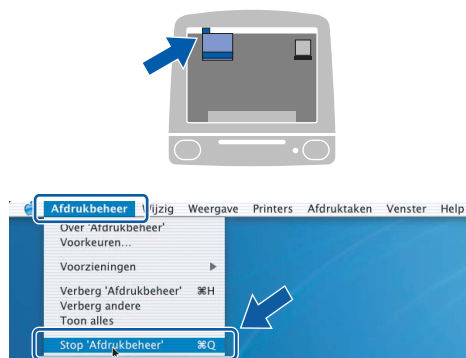 Afdrukbeheer Wijzig Weergave Printers Afdruktaken Venster Help
Over 'Afdrukbeheer'
Voorkeuren...
Voorzieningen ▶
Verberg 'Afdrukbeheer' ⌘H
Verberg andere
Toon alles
Stop 'Afdrukbeheer' ⌘Q